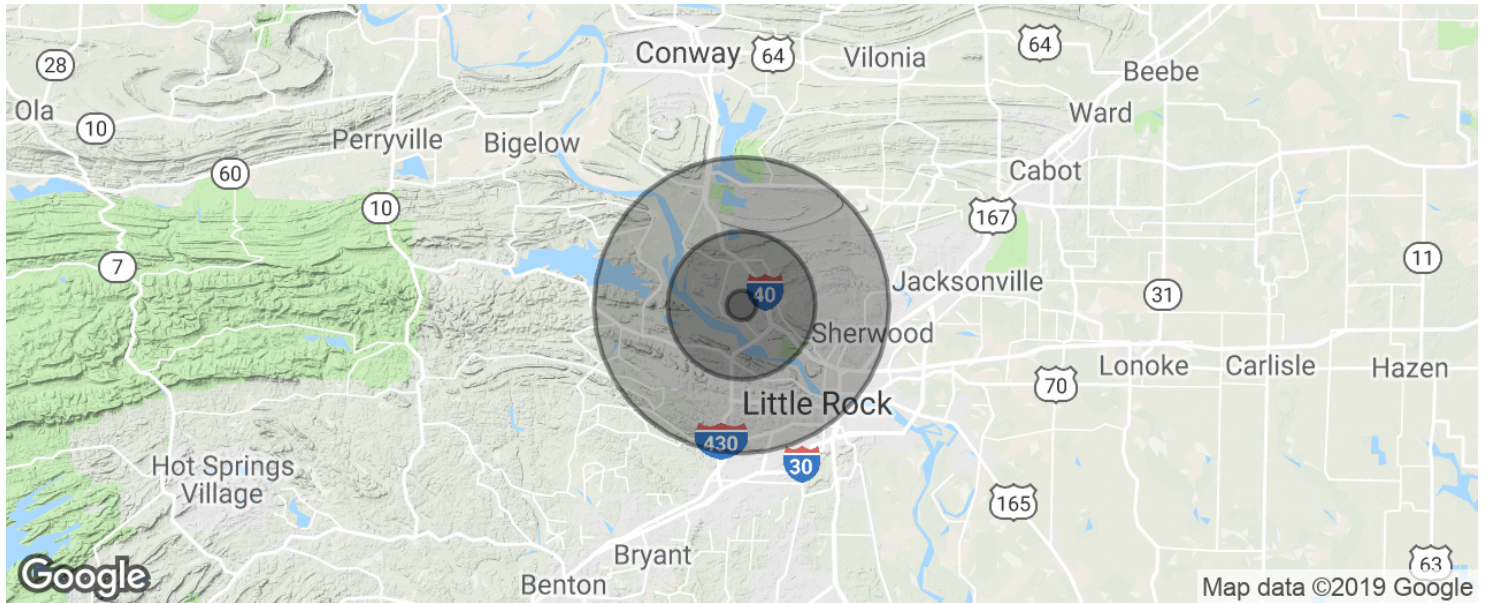 Conway
64
Vilonia
64
Beebe
28
Ola
10
Perryville
Bigelow
Ward
60
Cabot
10
167
7
40
Jacksonville
31
11
Sherwood
70
Lonoke
Carlisle
Hazen
Little Rock
430
30
Hot Springs
Village
165
Bryant
Benton
63
Google
Map data ©2019 Google